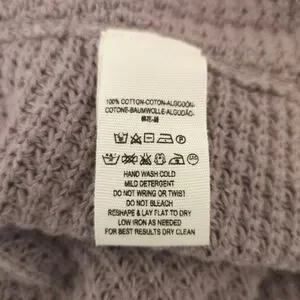 100% COTTON-COTON-ALGODÓN-
COTONE-BAUMWOLLE-ALGODÃO-
HAND WASH COLD
MILD DETERGENT
DO NOT WRING OR TWIST
DO NOT BLEACH
RESHAPE & LAY FLAT TO DRY
LOW IRON AS NEEDED
FOR BEST RESULTS DRY CLEAN